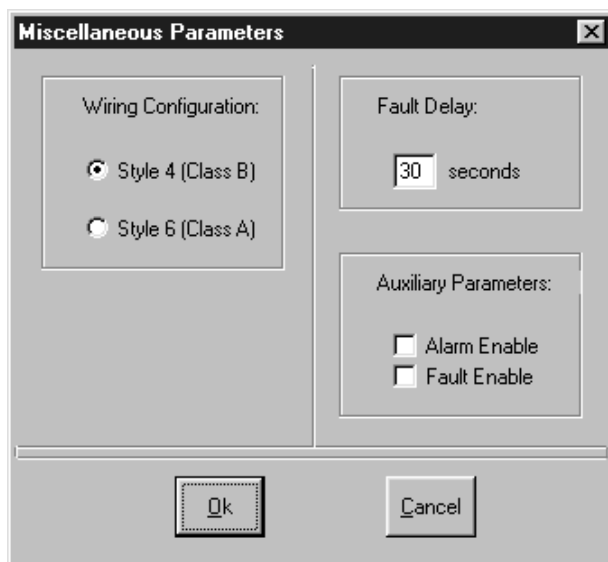 Miscellaneous Parameters
Wiring Configuration:
Style 4 (Class B)
Style 6 (Class A)
Fault Delay:
30 seconds
Auxiliary Parameters:
Alarm Enable
Fault Enable
Ok
Cancel